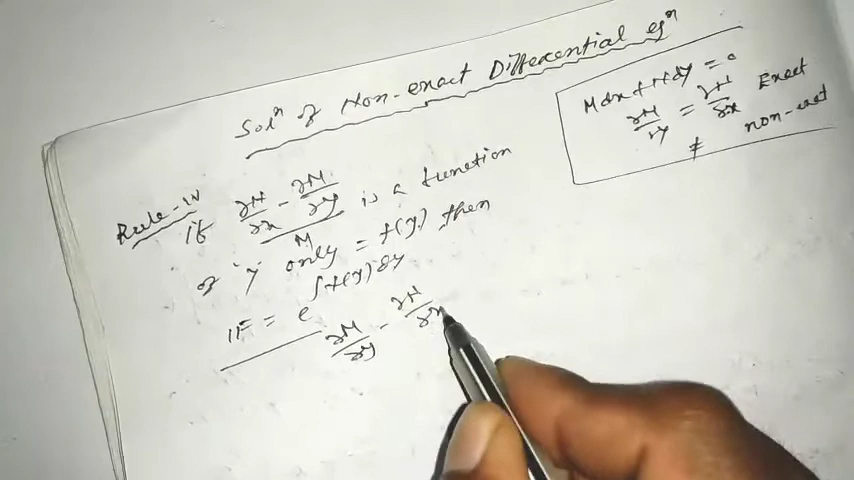 Solⁿ of Non-exact Differential eqⁿ
Mdx + Ndy = 0
∂M/∂y = ∂N/∂x Exact
≠ non-exact
Rule-IV
If (∂N/∂x - ∂M/∂y)/M is a function
of 'y' only = f(y) then
IF = e^∫f(y)dy
∂M/∂y - ∂N/∂x